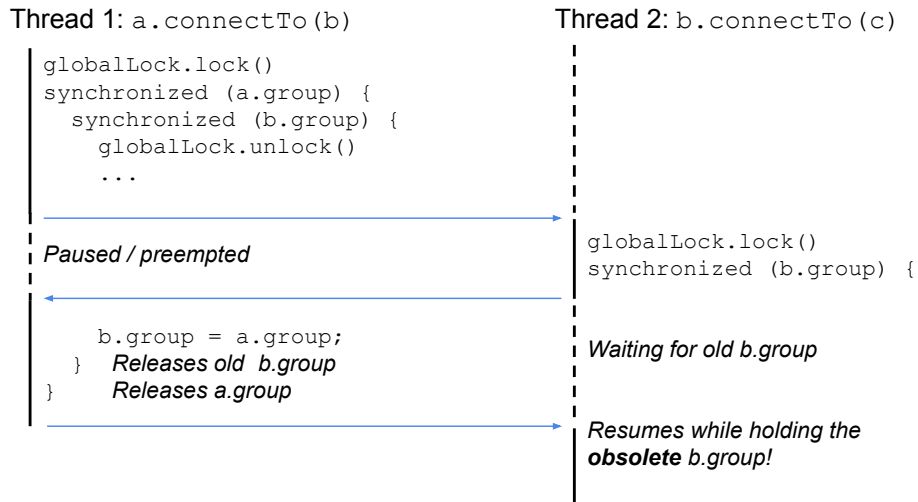 Thread 1: a.connectTo(b)
globalLock.lock()
synchronized (a.group) {
synchronized (b.group) {
globalLock.unlock()
...
Paused / preempted
b.group = a.group;
} Releases old b.group
} Releases a.group
Thread 2: b.connectTo(c)
globalLock.lock()
synchronized (b.group) {
Waiting for old b.group
Resumes while holding the
obsolete b.group!